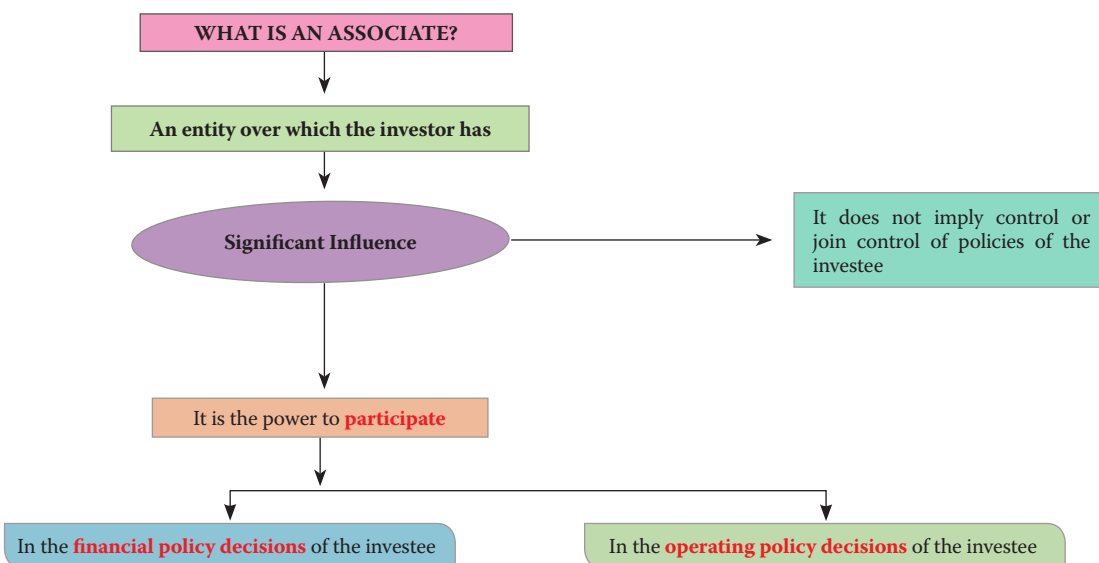 WHAT IS AN ASSOCIATE?
An entity over which the investor has
Significant Influence
It does not imply control or
join control of policies of the
investee
It is the power to participate
In the financial policy decisions of the investee
In the operating policy decisions of the investee